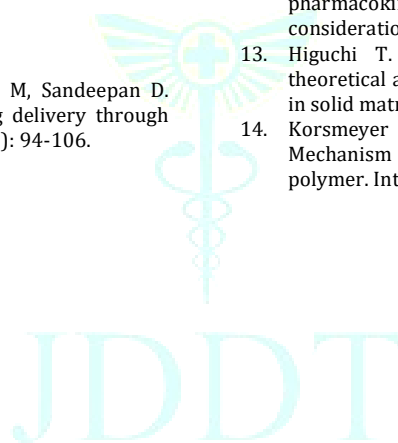 M, Sandeepan D.
delivery through
): 94-106.
pharmacoki
consideratio
13. Higuchi T.
theoretical a
in solid matr
14. Korsmeyer
Mechanism
polymer. Int
JDDT